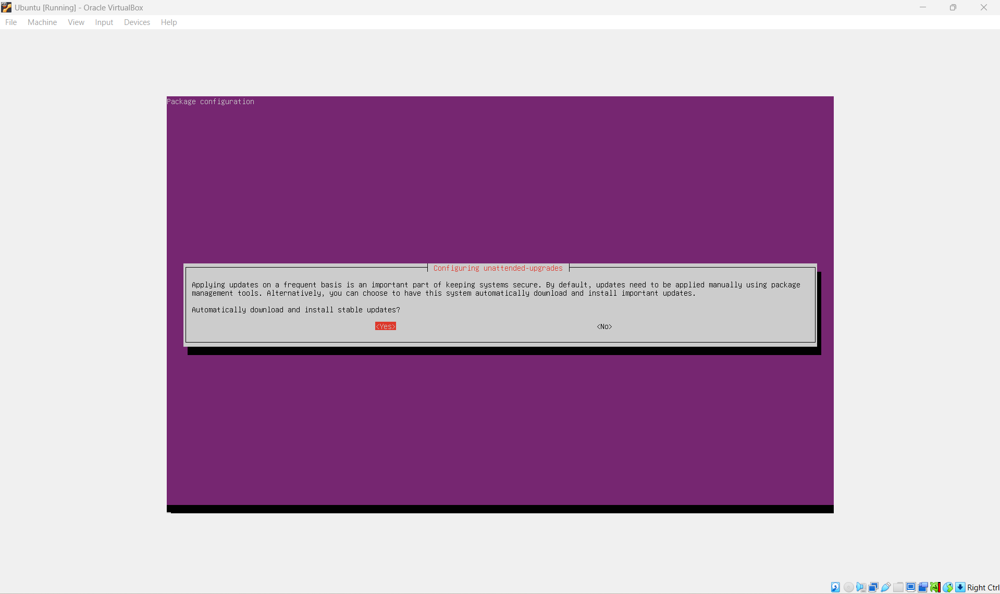 Ubuntu [Running] - Oracle VirtualBox
File Machine View Input Devices Help
Package configuration
Configuring unattended-upgrades
Applying updates on a frequent basis is an important part of keeping systems secure. By default, updates need to be applied manually using package
management tools. Alternatively, you can choose to have this system automatically download and install important updates.
Automatically download and install stable updates?
<Yes> <No>
Right Ctrl